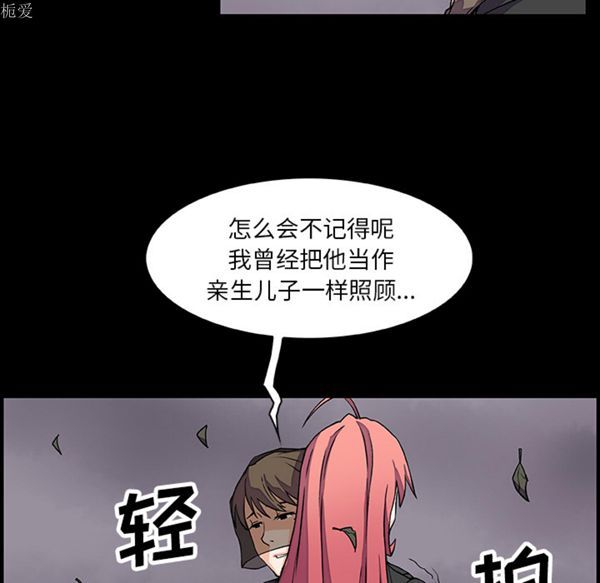 栀爱
怎么会不记得呢
我曾经把他当作
亲生儿子一样照顾...
轻
拍